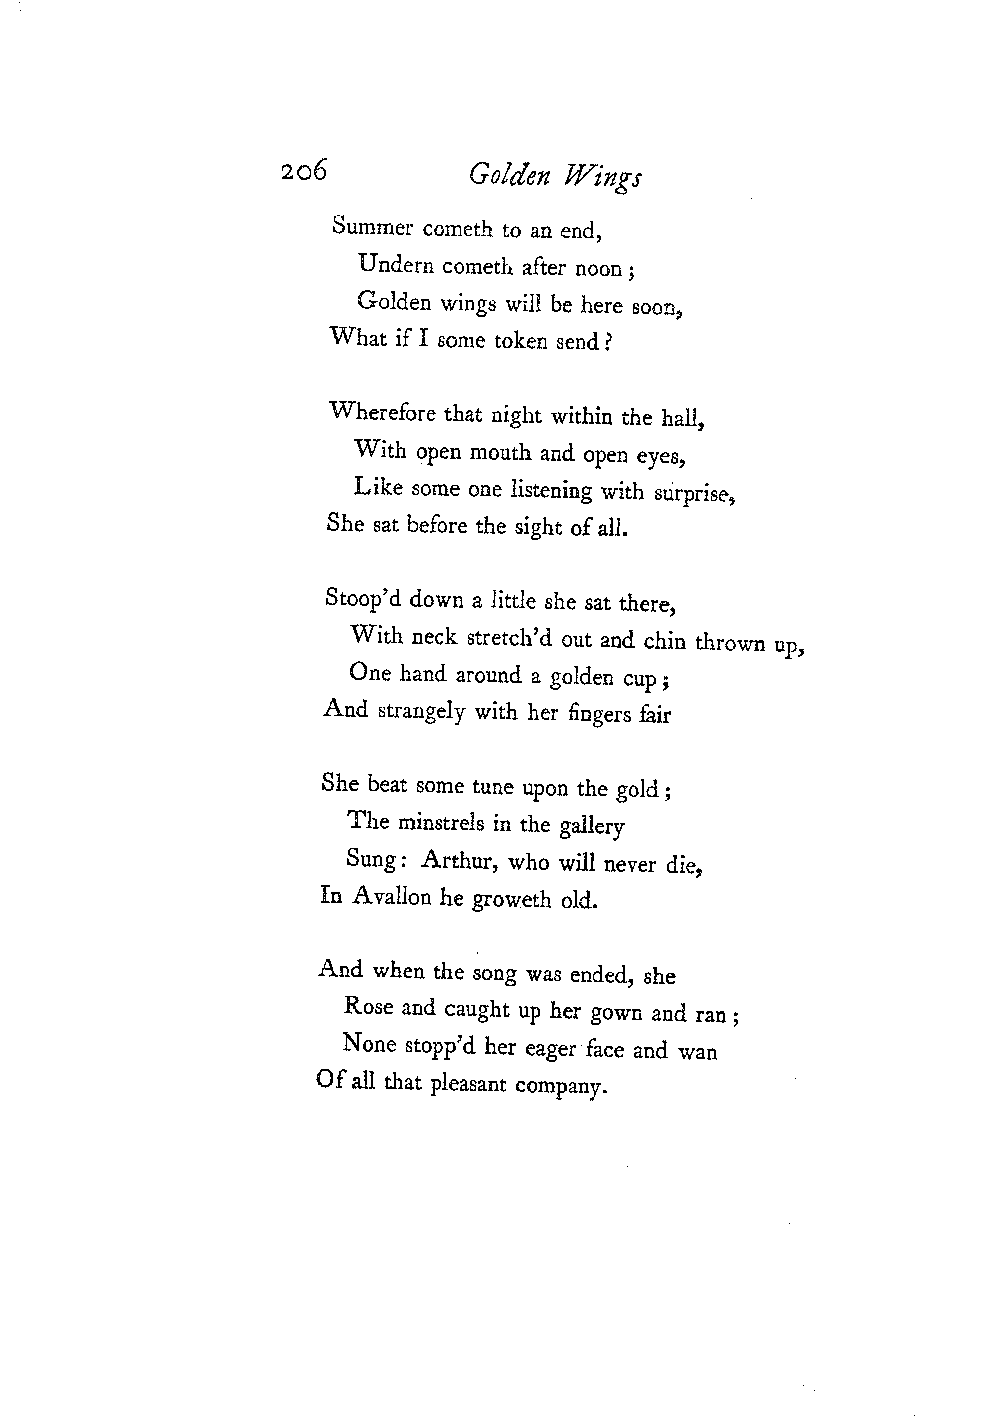 206 Golden Wings
Summer cometh to an end,
Undern cometh after noon ;
Golden wings will be here soon,
What if I some token send ?
Wherefore that night within the hall,
With open mouth and open eyes,
Like some one listening with surprise,
She sat before the sight of all.
Stoop'd down a little she sat there,
With neck stretch'd out and chin thrown up,
One hand around a golden cup ;
And strangely with her fingers fair
She beat some tune upon the gold ;
The minstrels in the gallery
Sung : Arthur, who will never die,
In Avallon he groweth old.
And when the song was ended, she
Rose and caught up her gown and ran ;
None stopp'd her eager face and wan
Of all that pleasant company.